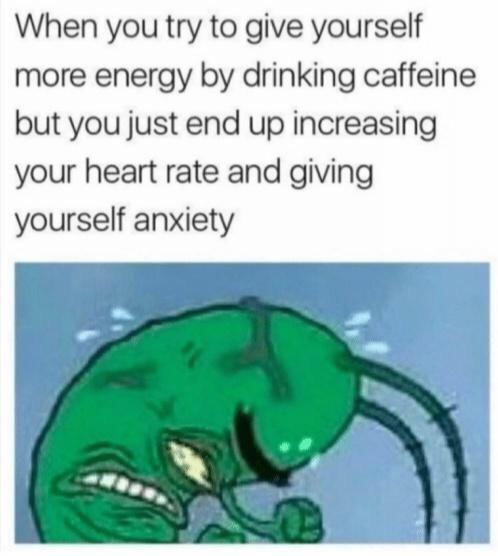 When you try to give yourself
more energy by drinking caffeine
but you just end up increasing
your heart rate and giving
yourself anxiety